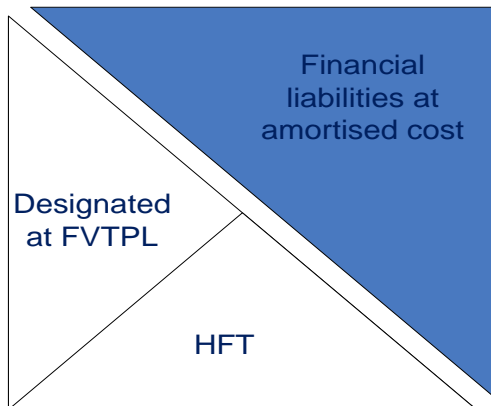 Financial
liabilities at
amortised cost
Designated
at FVTPL
HFT